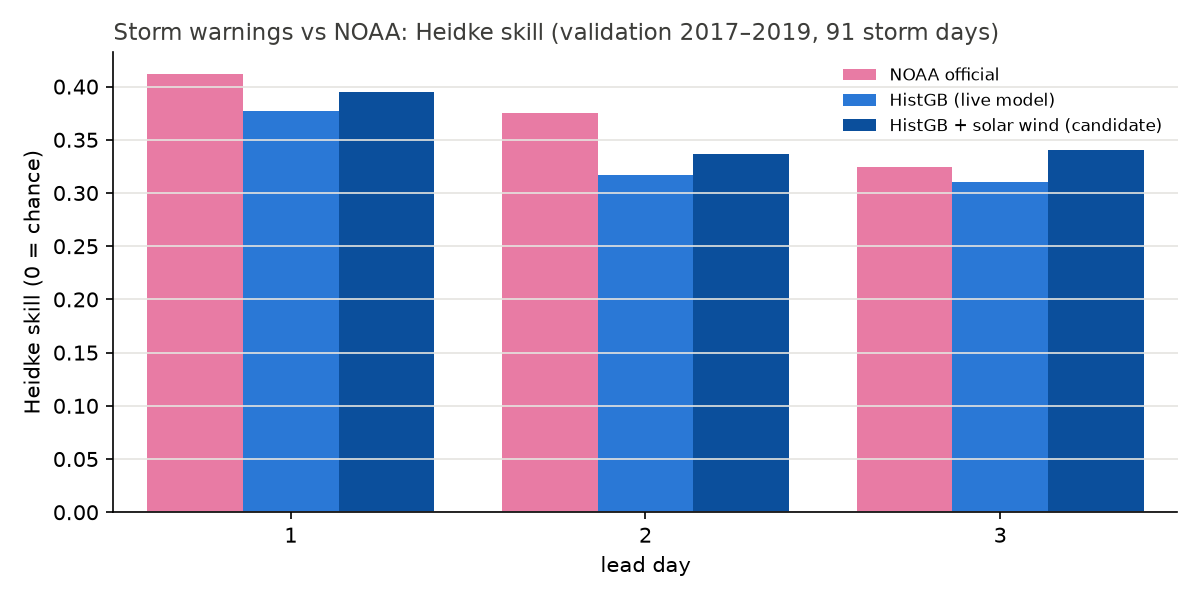 Storm warnings vs NOAA: Heidke skill (validation 2017–2019, 91 storm days)
NOAA official
HistGB (live model)
HistGB + solar wind (candidate)
Heidke skill (0 = chance)
0.40
0.35
0.30
0.25
0.20
0.15
0.10
0.05
0.00
1 2 3
lead day